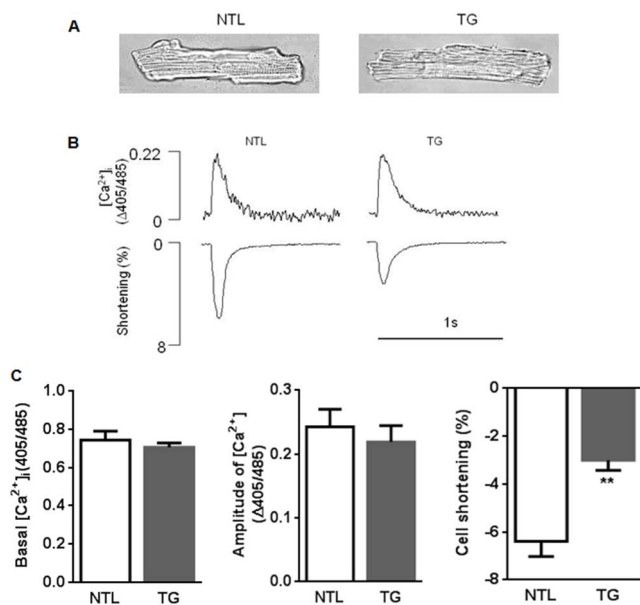 NTL TG
A
B
NTL TG
[Ca²⁺]ᵢ
(Δ405/485)
0.22
0
Shortening (%)
0
8
1s
C
Basal [Ca²⁺]ᵢ(405/485)
1.0
0.8
0.6
0.4
0.2
0.0
NTL TG
Amplitude of [Ca²⁺]
(Δ405/485)
0.3
0.2
0.1
0.0
NTL TG
Cell shortening (%)
0
-2
-4
-6
-8
**
NTL TG